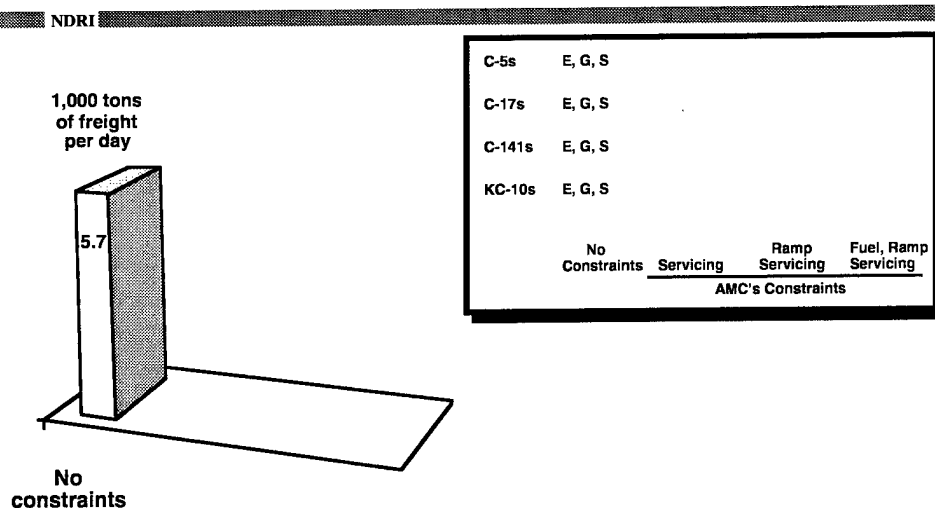 NDRI
1,000 tons
of freight
per day
5.7
No
constraints
C-5s E, G, S
C-17s E, G, S
C-141s E, G, S
KC-10s E, G, S
No Ramp Fuel, Ramp
Constraints Servicing Servicing Servicing
AMC's Constraints